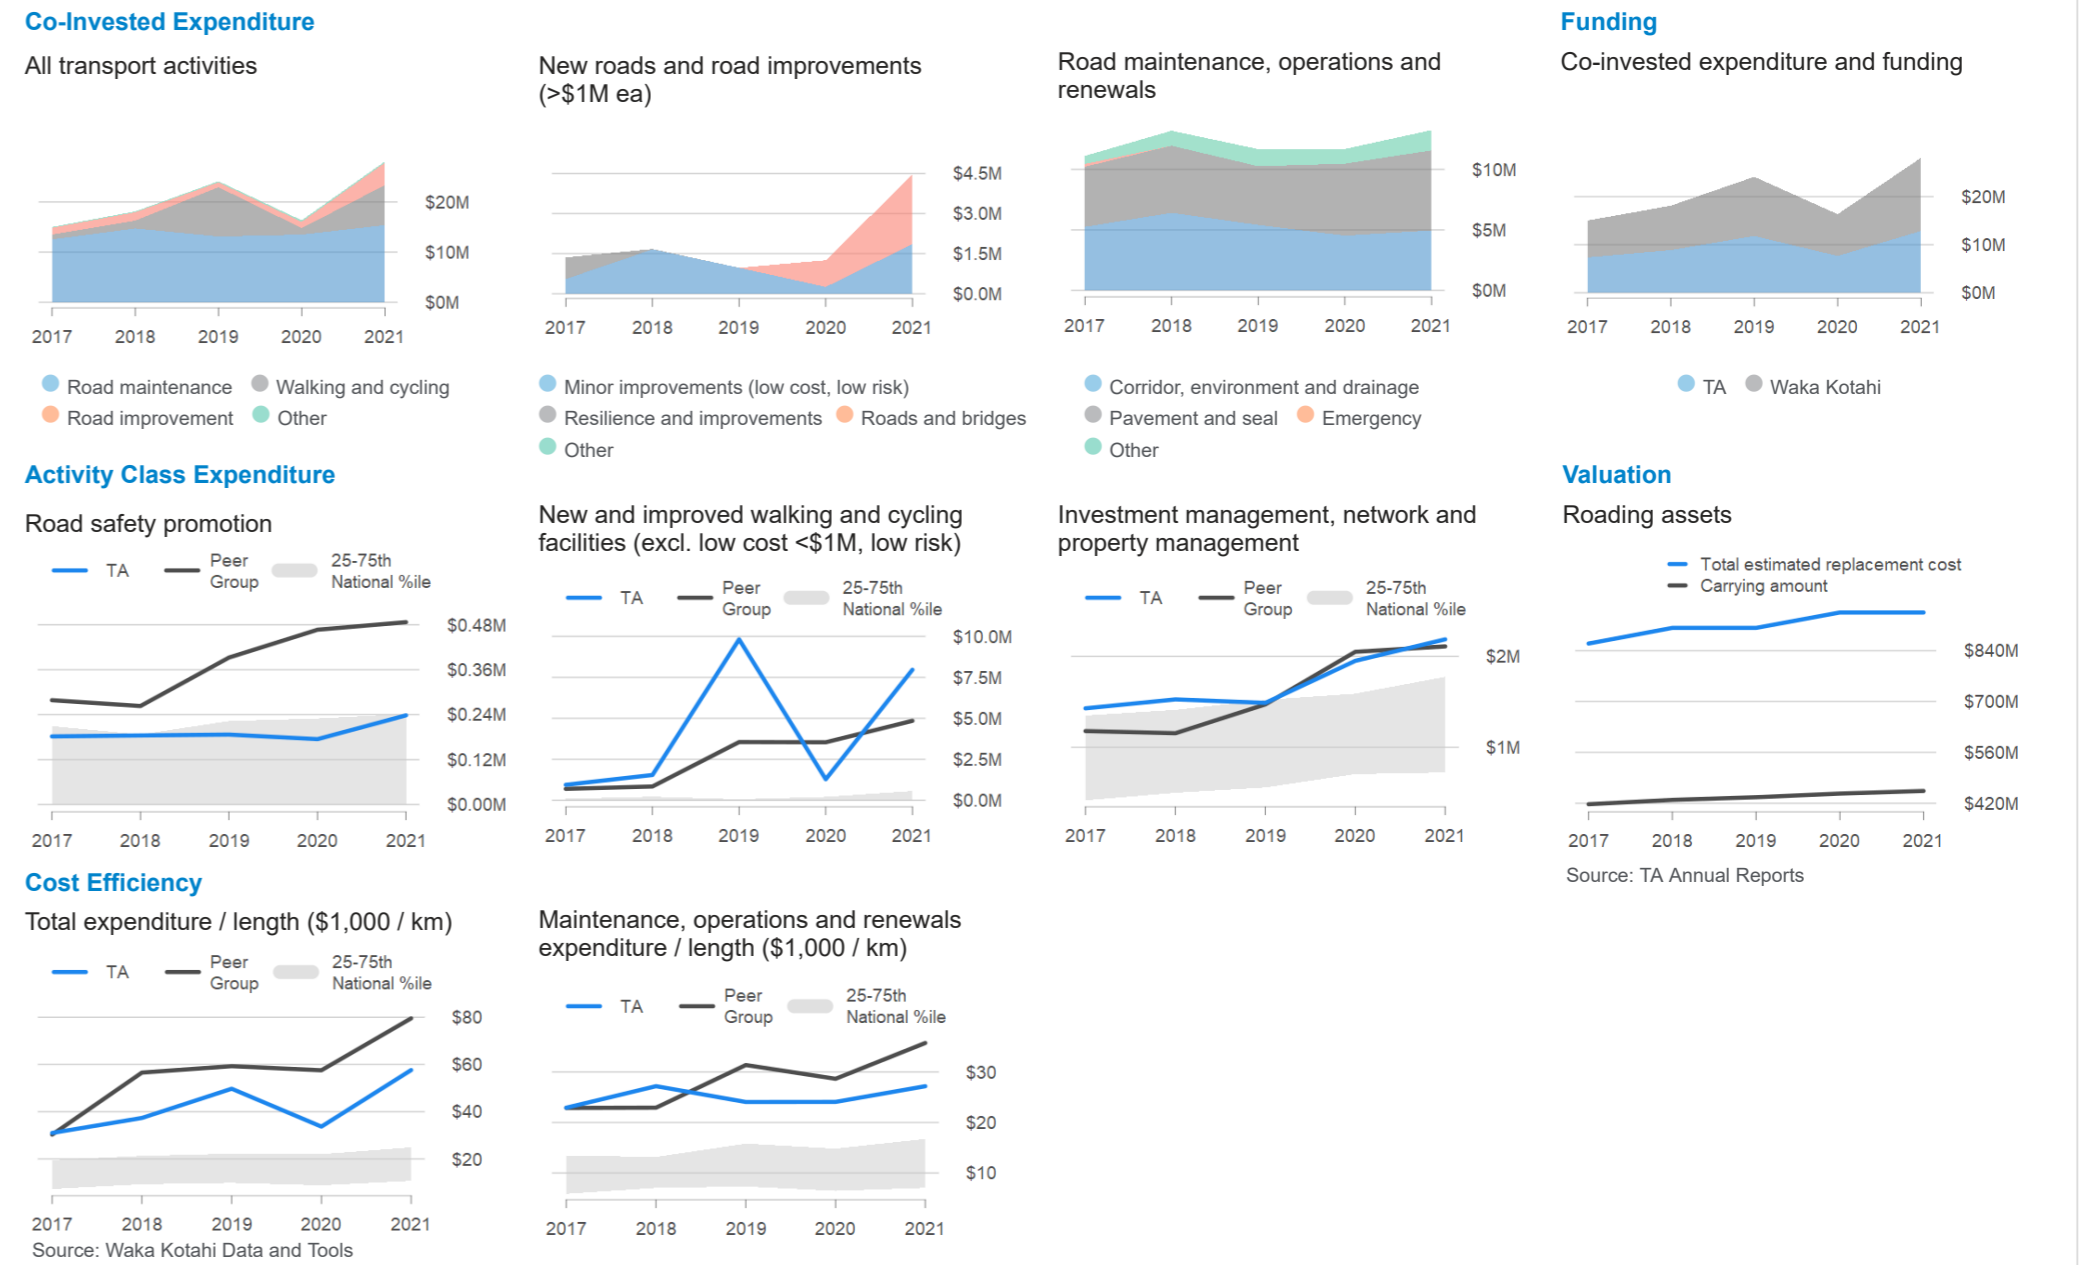 Co-Invested Expenditure
All transport activities
$20M
$10M
$0M
2017 2018 2019 2020 2021
Road maintenance Walking and cycling
Road improvement Other
New roads and road improvements
(>$1M ea)
$4.5M
$3.0M
$1.5M
$0.0M
2017 2018 2019 2020 2021
Minor improvements (low cost, low risk)
Resilience and improvements Roads and bridges
Other
Road maintenance, operations and
renewals
$10M
$5M
$0M
2017 2018 2019 2020 2021
Corridor, environment and drainage
Pavement and seal Emergency
Other
Funding
Co-invested expenditure and funding
$20M
$10M
$0M
2017 2018 2019 2020 2021
TA Waka Kotahi
Activity Class Expenditure
Road safety promotion
TA Peer
Group 25-75th
National %ile
$0.48M
$0.36M
$0.24M
$0.12M
$0.00M
2017 2018 2019 2020 2021
New and improved walking and cycling
facilities (excl. low cost <$1M, low risk)
TA Peer
Group 25-75th
National %ile
$10.0M
$7.5M
$5.0M
$2.5M
$0.0M
2017 2018 2019 2020 2021
Investment management, network and
property management
TA Peer
Group 25-75th
National %ile
$2M
$1M
2017 2018 2019 2020 2021
Valuation
Roading assets
Total estimated replacement cost
Carrying amount
$840M
$700M
$560M
$420M
2017 2018 2019 2020 2021
Source: TA Annual Reports
Cost Efficiency
Total expenditure / length ($1,000 / km)
TA Peer
Group 25-75th
National %ile
$80
$60
$40
$20
2017 2018 2019 2020 2021
Source: Waka Kotahi Data and Tools
Maintenance, operations and renewals
expenditure / length ($1,000 / km)
TA Peer
Group 25-75th
National %ile
$30
$20
$10
2017 2018 2019 2020 2021